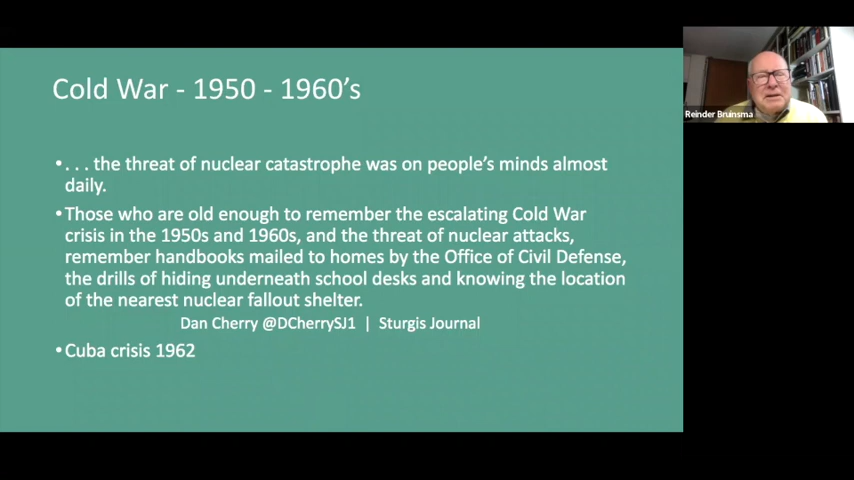 Cold War - 1950 - 1960's
Reinder Bruinsma
•. . . the threat of nuclear catastrophe was on people's minds almost
daily.
•Those who are old enough to remember the escalating Cold War
crisis in the 1950s and 1960s, and the threat of nuclear attacks,
remember handbooks mailed to homes by the Office of Civil Defense,
the drills of hiding underneath school desks and knowing the location
of the nearest nuclear fallout shelter.
Dan Cherry @DCherrySJ1 | Sturgis Journal
•Cuba crisis 1962